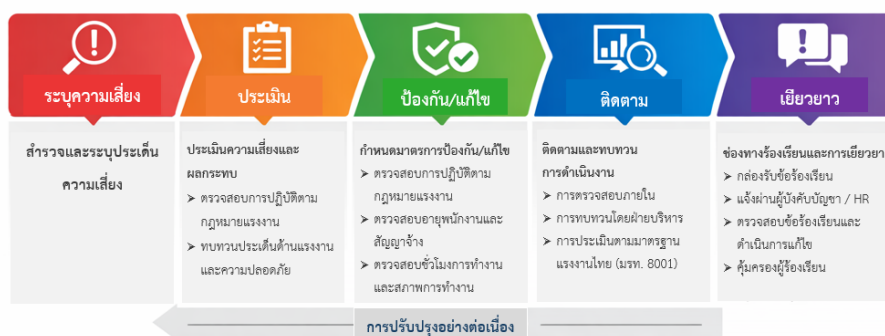 ระบุความเสี่ยง
สำรวจและระบุประเด็น
ความเสี่ยง
ประเมิน
ประเมินความเสี่ยงและ
ผลกระทบ
➢ ตรวจสอบการปฏิบัติตาม
กฎหมายแรงงาน
➢ ทบทวนประเด็นด้านแรงงาน
และความปลอดภัย
ป้องกัน/แก้ไข
กำหนดมาตรการป้องกัน/แก้ไข
➢ ตรวจสอบการปฏิบัติตาม
กฎหมายแรงงาน
➢ ตรวจสอบอายุพนักงานและ
สัญญาจ้าง
➢ ตรวจสอบชั่วโมงการทำงาน
และสภาพการทำงาน
ติดตาม
ติดตามและทบทวน
การดำเนินงาน
➢ การตรวจสอบภายใน
➢ การทบทวนโดยฝ่ายบริหาร
➢ การประเมินตามมาตรฐาน
แรงงานไทย (มรท. 8001)
เยียวยา
ช่องทางร้องเรียนและการเยียวยา
➢ กล่องรับข้อร้องเรียน
➢ แจ้งผ่านผู้บังคับบัญชา / HR
➢ ตรวจสอบข้อร้องเรียนและ
ดำเนินการแก้ไข
➢ คุ้มครองผู้ร้องเรียน
การปรับปรุงอย่างต่อเนื่อง